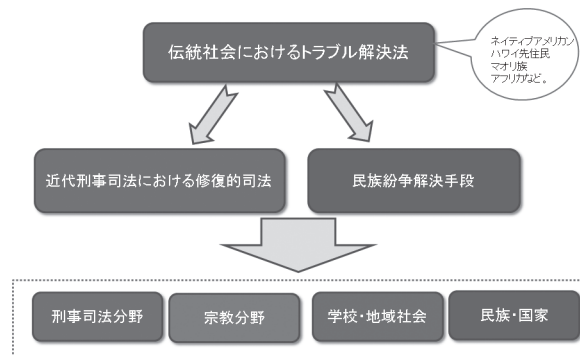 伝統社会におけるトラブル解決法
ネイティブアメリカン
ハワイ先住民
マオリ族
アフリカなど。
近代刑事司法における修復的司法
民族紛争解決手段
刑事司法分野
宗教分野
学校・地域社会
民族・国家